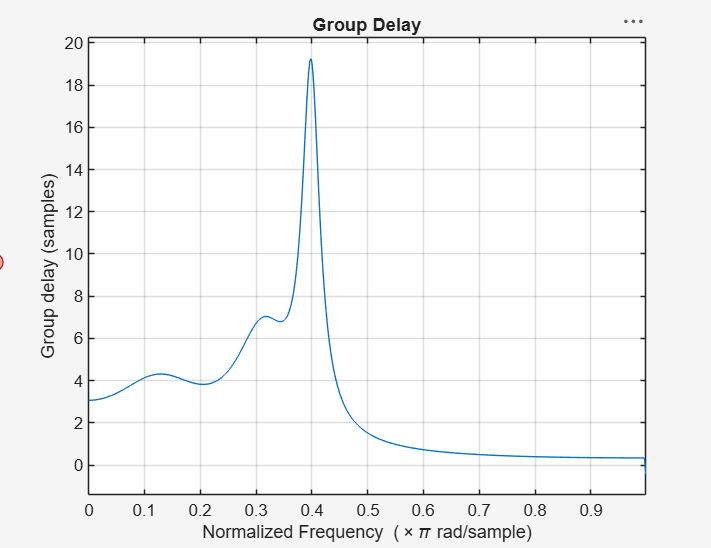 Group Delay
20
18
16
14
12
10
8
6
4
2
0
Group delay (samples)
0 0.1 0.2 0.3 0.4 0.5 0.6 0.7 0.8 0.9
Normalized Frequency ( × π rad/sample)